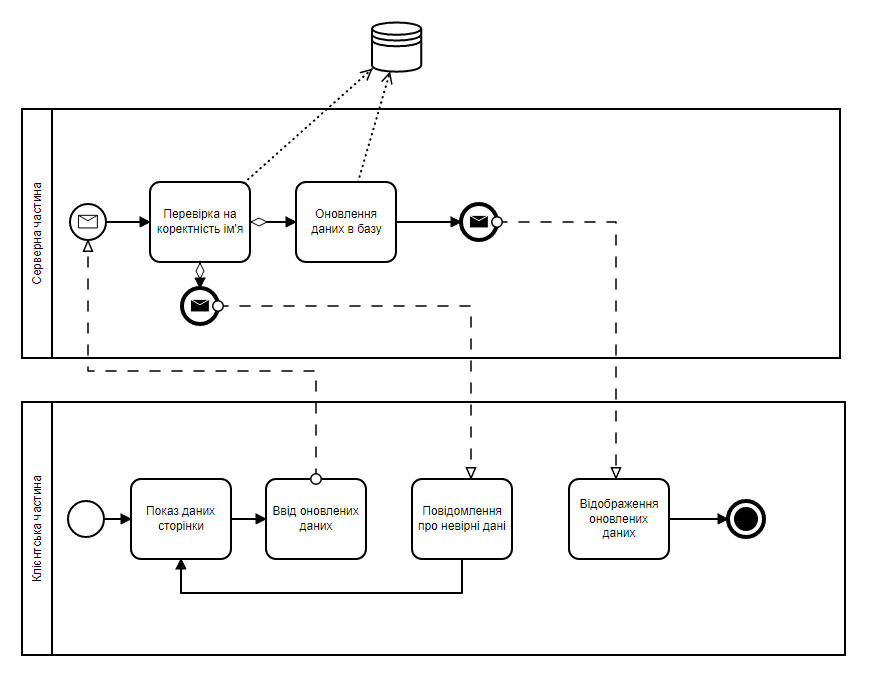 Серверна частина
Перевірка на
коректність ім'я
Оновлення
даних в базу
Клієнтська частина
Показ даних
сторінки
Ввід оновлених
даних
Повідомлення
про невірні дані
Відображення
оновлених
даних